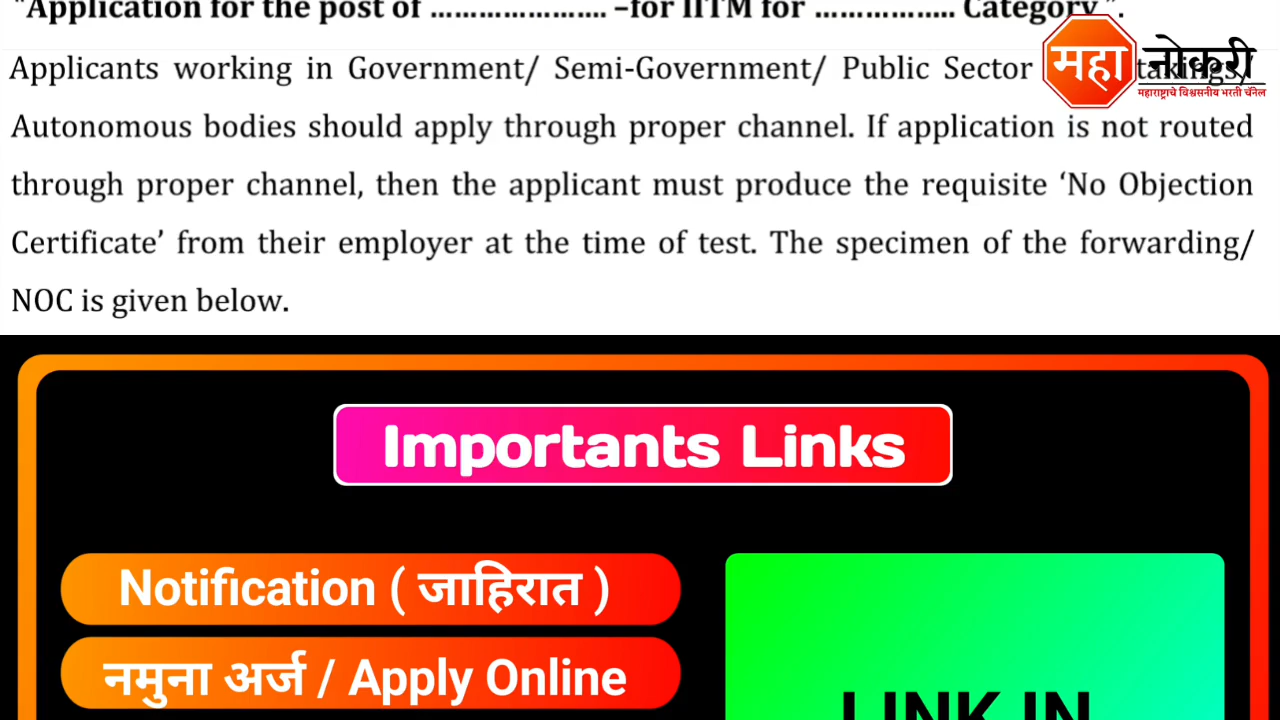 "Application for the post of ………………….. –for IITM for …………….. Category ".
Applicants working in Government/ Semi-Government/ Public Sector takings/
महा नोकरी
महाराष्ट्राचे विश्वसनीय भरती चॅनेल
Autonomous bodies should apply through proper channel. If application is not routed
through proper channel, then the applicant must produce the requisite ‘No Objection
Certificate’ from their employer at the time of test. The specimen of the forwarding/
NOC is given below.
Importants Links
Notification ( जाहिरात )
नमुना अर्ज / Apply Online
LINK IN